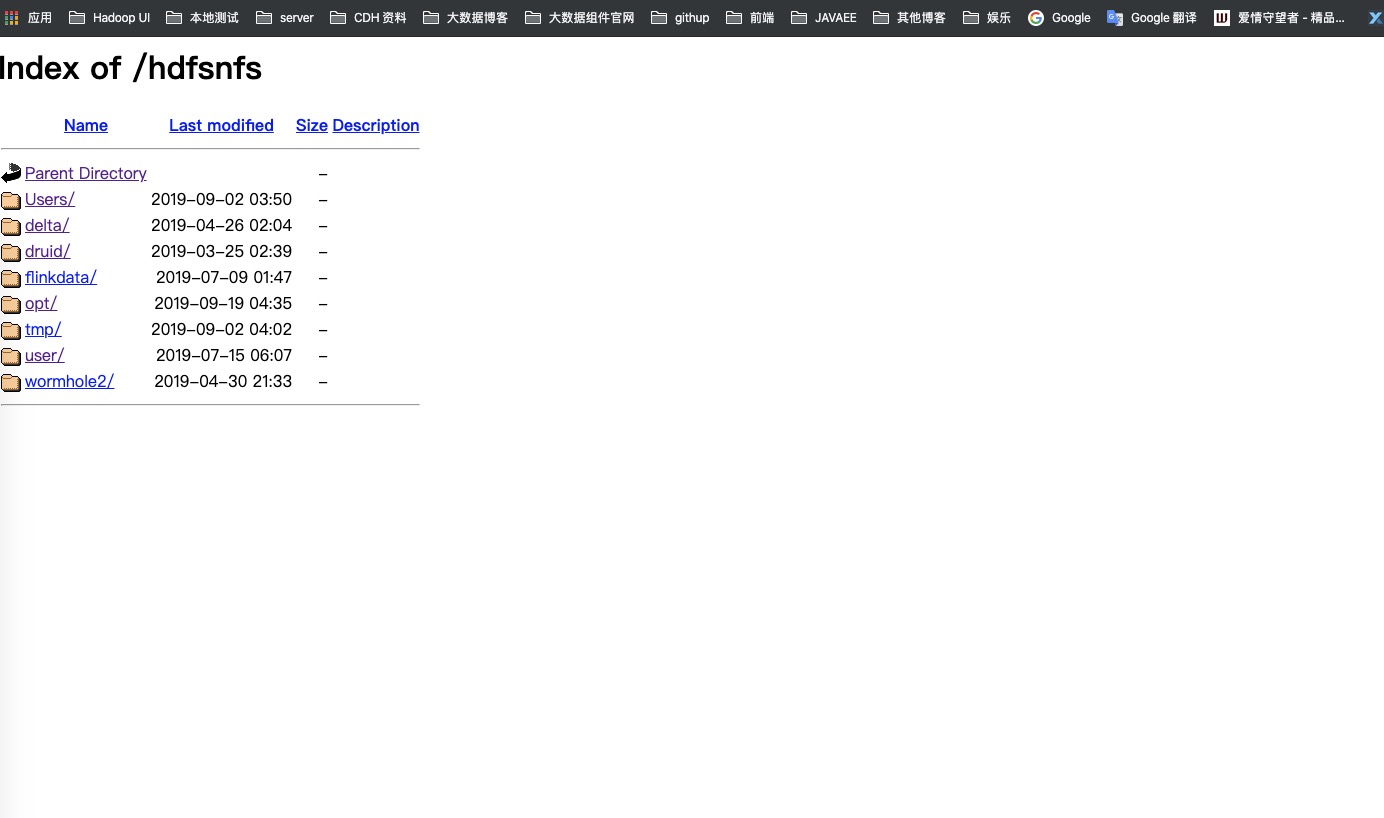 应用 Hadoop UI 本地测试 server CDH 资料 大数据博客 大数据组件官网 githup 前端 JAVAEE 其他博客 娱乐 Google Google 翻译 爱情守望者 - 精品...
Index of /hdfsnfs
Name Last modified Size Description
Parent Directory –
Users/ 2019-09-02 03:50 –
delta/ 2019-04-26 02:04 –
druid/ 2019-03-25 02:39 –
flinkdata/ 2019-07-09 01:47 –
opt/ 2019-09-19 04:35 –
tmp/ 2019-09-02 04:02 –
user/ 2019-07-15 06:07 –
wormhole2/ 2019-04-30 21:33 –